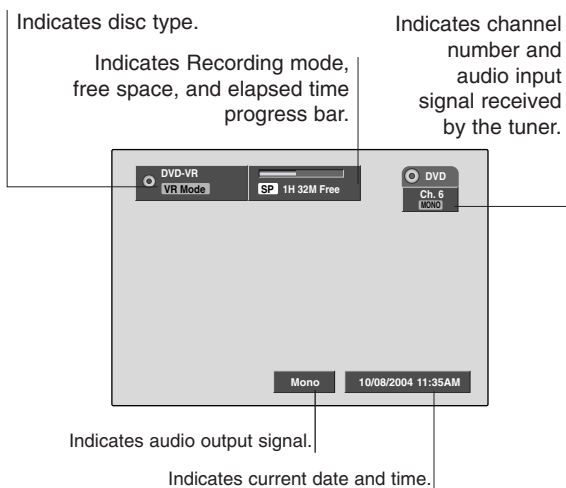 Indicates disc type.
Indicates Recording mode,
free space, and elapsed time
progress bar.
Indicates channel
number and
audio input
signal received
by the tuner.
DVD-VR
VR Mode
SP 1H 32M Free
DVD
Ch. 6
MONO
Mono
10/08/2004 11:35AM
Indicates audio output signal.
Indicates current date and time.